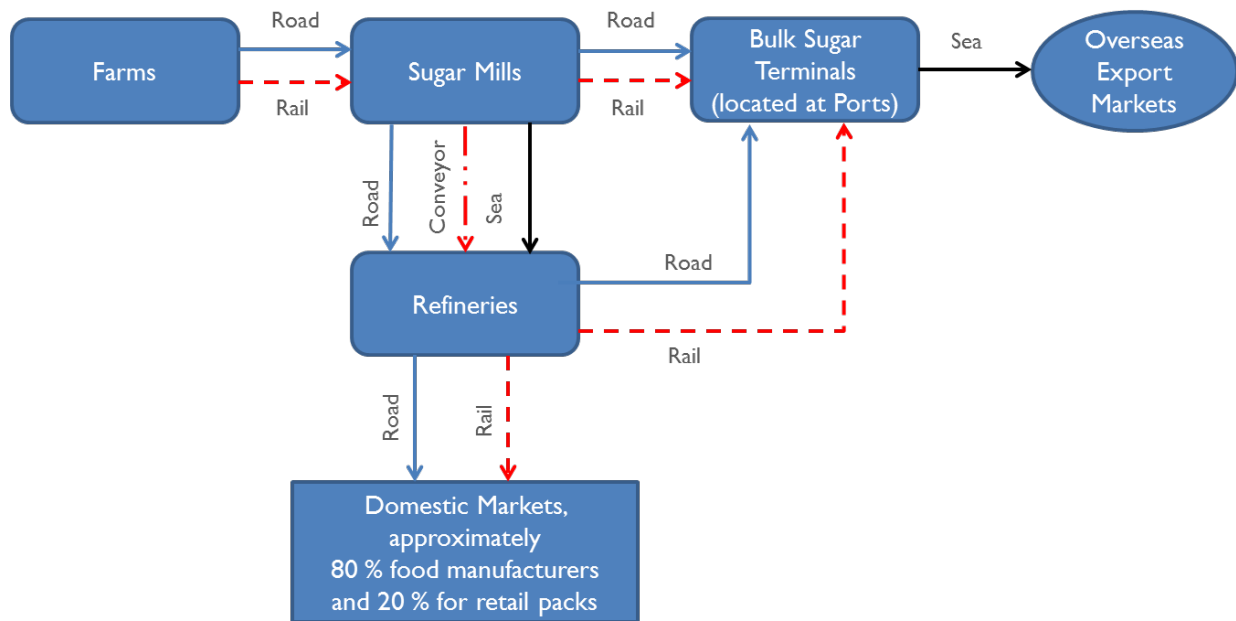 Road
Road
Farms
Sugar Mills
Bulk Sugar
Terminals
(located at Ports)
Sea
Overseas
Export
Markets
Rail
Rail
Road
Conveyor
Sea
Road
Refineries
Rail
Road
Rail
Domestic Markets,
approximately
80 % food manufacturers
and 20 % for retail packs